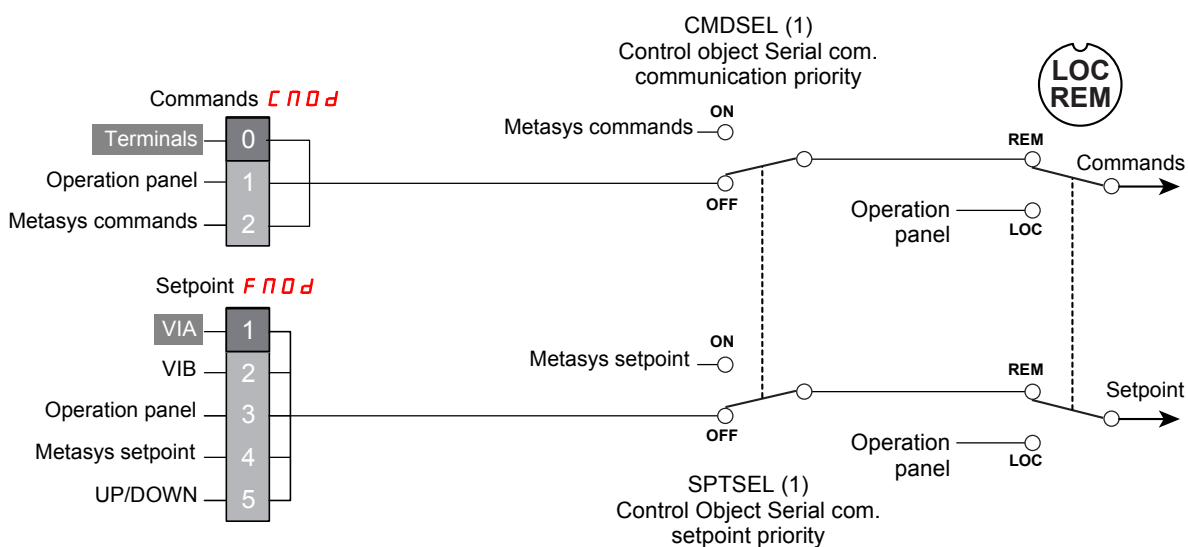 CMDSEL (1)
Control object Serial com.
communication priority
LOC
REM
Commands CMOd
Terminals
0
Operation panel
1
Metasys commands
2
Metasys commands
ON
OFF
REM
Commands
Operation
panel
LOC
Setpoint FMOd
VIA
1
VIB
2
Operation panel
3
Metasys setpoint
4
UP/DOWN
5
Metasys setpoint
ON
OFF
REM
Setpoint
Operation
panel
LOC
SPTSEL (1)
Control Object Serial com.
setpoint priority